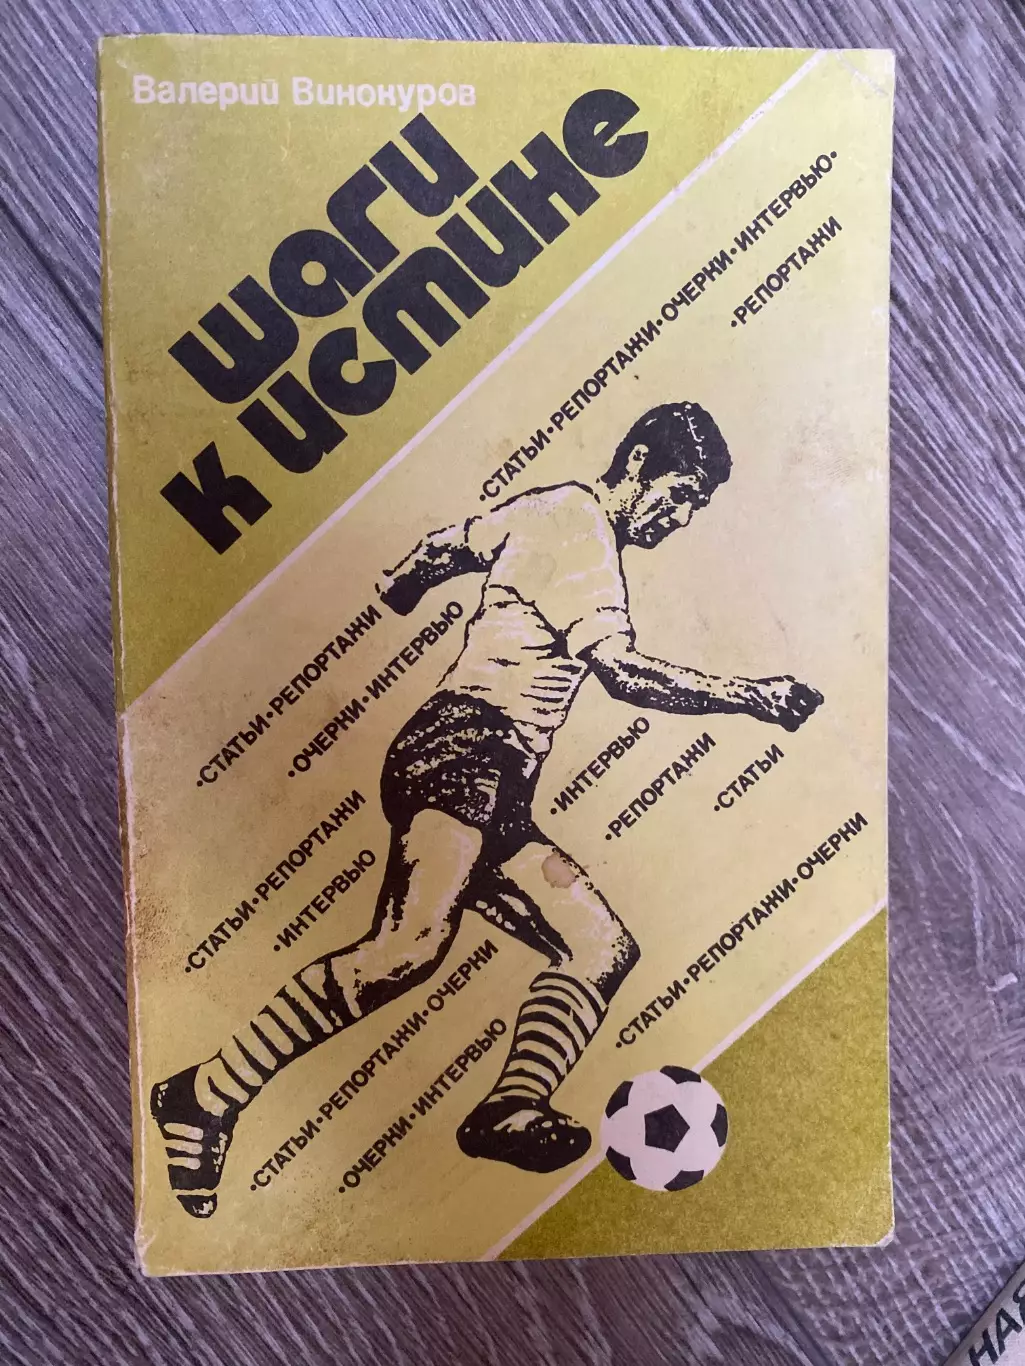 Валерий Винокуров
шаги
к истине
•СТАТЬИ•РЕПОРТАЖИ•ОЧЕРКИ•ИНТЕРВЬЮ•
•РЕПОРТАЖИ
•СТАТЬИ•РЕПОРТАЖИ
•ОЧЕРКИ•ИНТЕРВЬЮ
•ИНТЕРВЬЮ
•РЕПОРТАЖИ
•СТАТЬИ
•СТАТЬИ•РЕПОРТАЖИ
•ИНТЕРВЬЮ
•СТАТЬИ•РЕПОРТАЖИ•ОЧЕРКИ
•СТАТЬИ•РЕПОРТАЖИ•ОЧЕРКИ
•ОЧЕРКИ•ИНТЕРВЬЮ
НАЯ